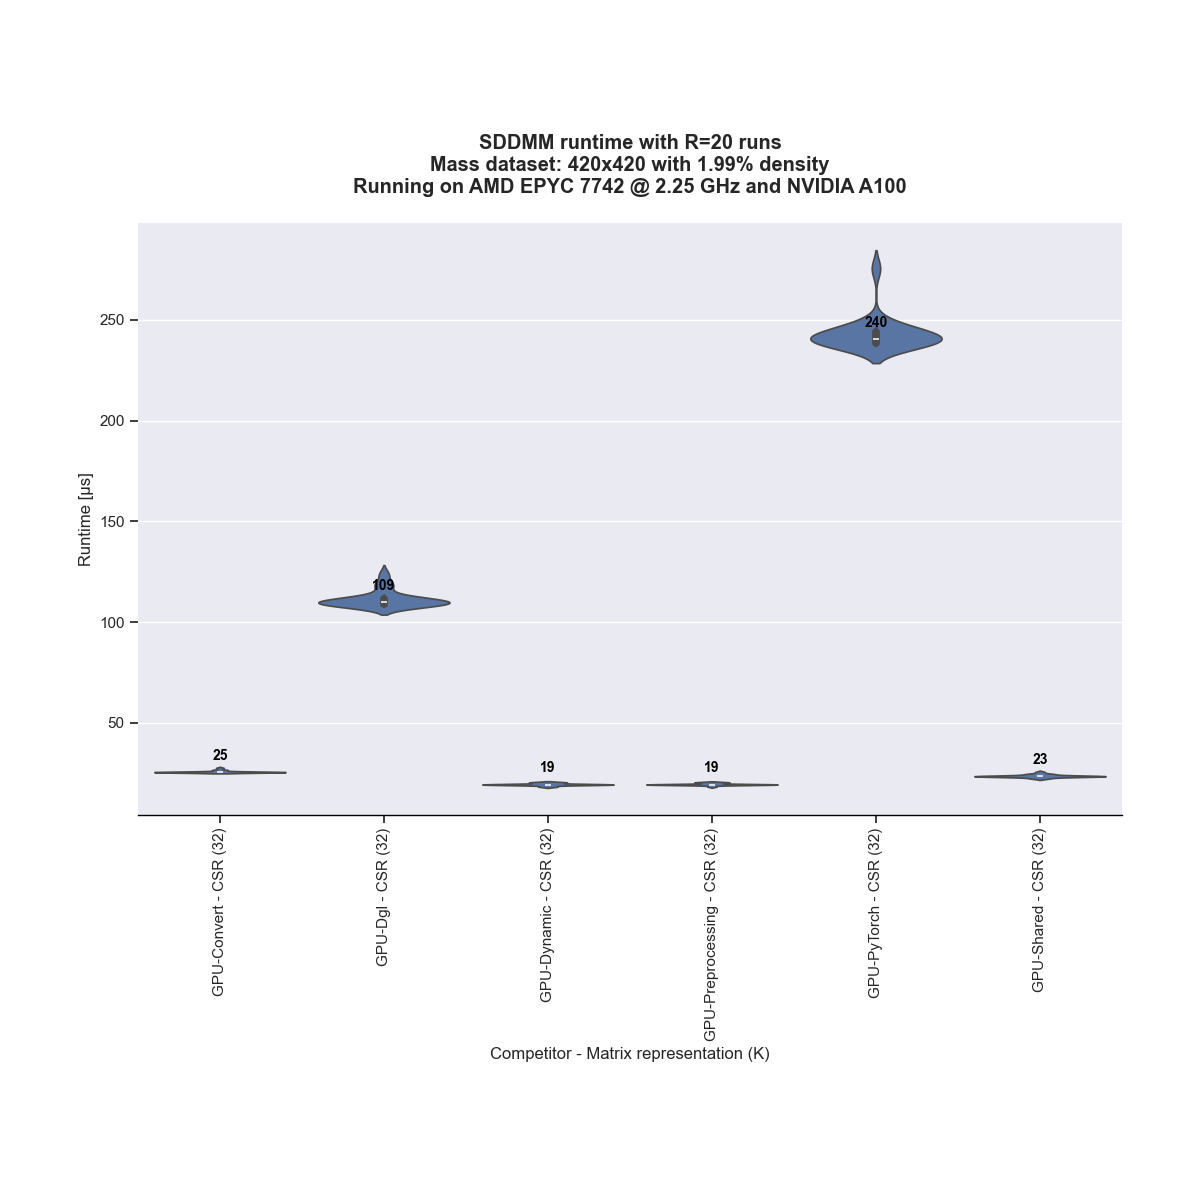 SDDMM runtime with R=20 runs
Mass dataset: 420x420 with 1.99% density
Running on AMD EPYC 7742 @ 2.25 GHz and NVIDIA A100
Runtime [μs]
250
200
150
100
50
25
109
19
19
240
23
GPU-Convert - CSR (32)
GPU-Dgl - CSR (32)
GPU-Dynamic - CSR (32)
GPU-Preprocessing - CSR (32)
GPU-PyTorch - CSR (32)
GPU-Shared - CSR (32)
Competitor - Matrix representation (K)